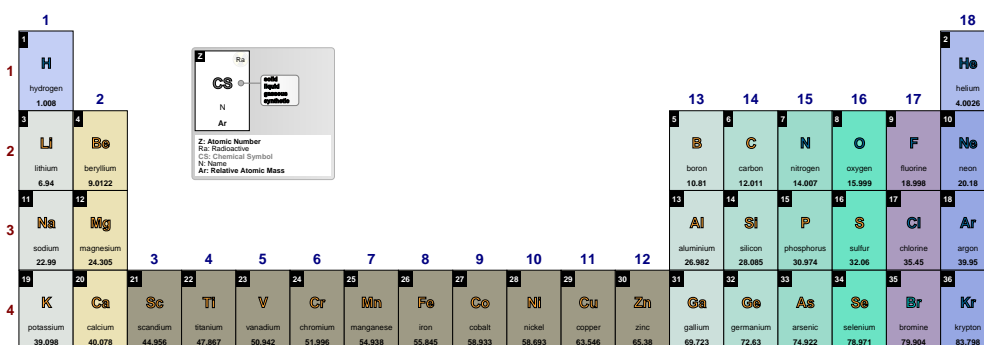 1 18
1 2
H He
hydrogen helium
1.008 4.0026
1
2 13 14 15 16 17
3 4 5 6 7 8 9 10
Li Be B C N O F Ne
lithium beryllium boron carbon nitrogen oxygen fluorine neon
6.94 9.0122 10.81 12.011 14.007 15.999 18.998 20.18
2
11 12 13 14 15 16 17 18
Na Mg Al Si P S Cl Ar
sodium magnesium aluminium silicon phosphorus sulfur chlorine argon
22.99 24.305 26.982 28.085 30.974 32.06 35.45 39.95
3
3 4 5 6 7 8 9 10 11 12
19 20 21 22 23 24 25 26 27 28 29 30 31 32 33 34 35 36
K Ca Sc Ti V Cr Mn Fe Co Ni Cu Zn Ga Ge As Se Br Kr
potassium calcium scandium titanium vanadium chromium manganese iron cobalt nickel copper zinc gallium germanium arsenic selenium bromine krypton
39.098 40.078 44.956 47.867 50.942 51.996 54.938 55.845 58.933 58.693 63.546 65.38 69.723 72.63 74.922 78.971 79.904 83.798
4
Z Ra
CS
solid
liquid
gaseous
synthetic
N
Ar
Z: Atomic Number
Ra: Radioactive
CS: Chemical Symbol
N: Name
Ar: Relative Atomic Mass